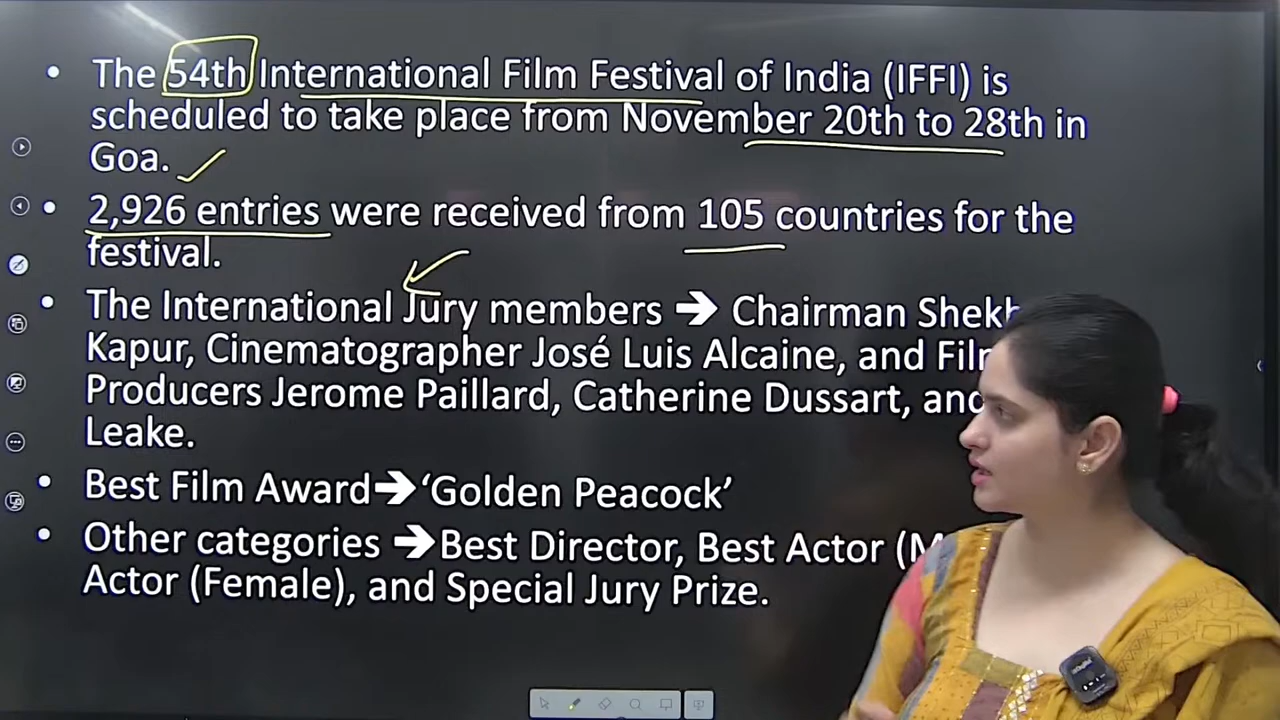 • The 54th International Film Festival of India (IFFI) is
scheduled to take place from November 20th to 28th in
Goa.
• 2,926 entries were received from 105 countries for the
festival.
• The International Jury members ➔ Chairman
Kapur, Cinematographer José Luis Alcaine, and
Producers Jerome Paillard, Catherine Dussart, and
Leake.
• Best Film Award➔‘Golden Peacock’
• Other categories ➔Best Director, Best Actor
Actor (Female), and Special Jury Prize.